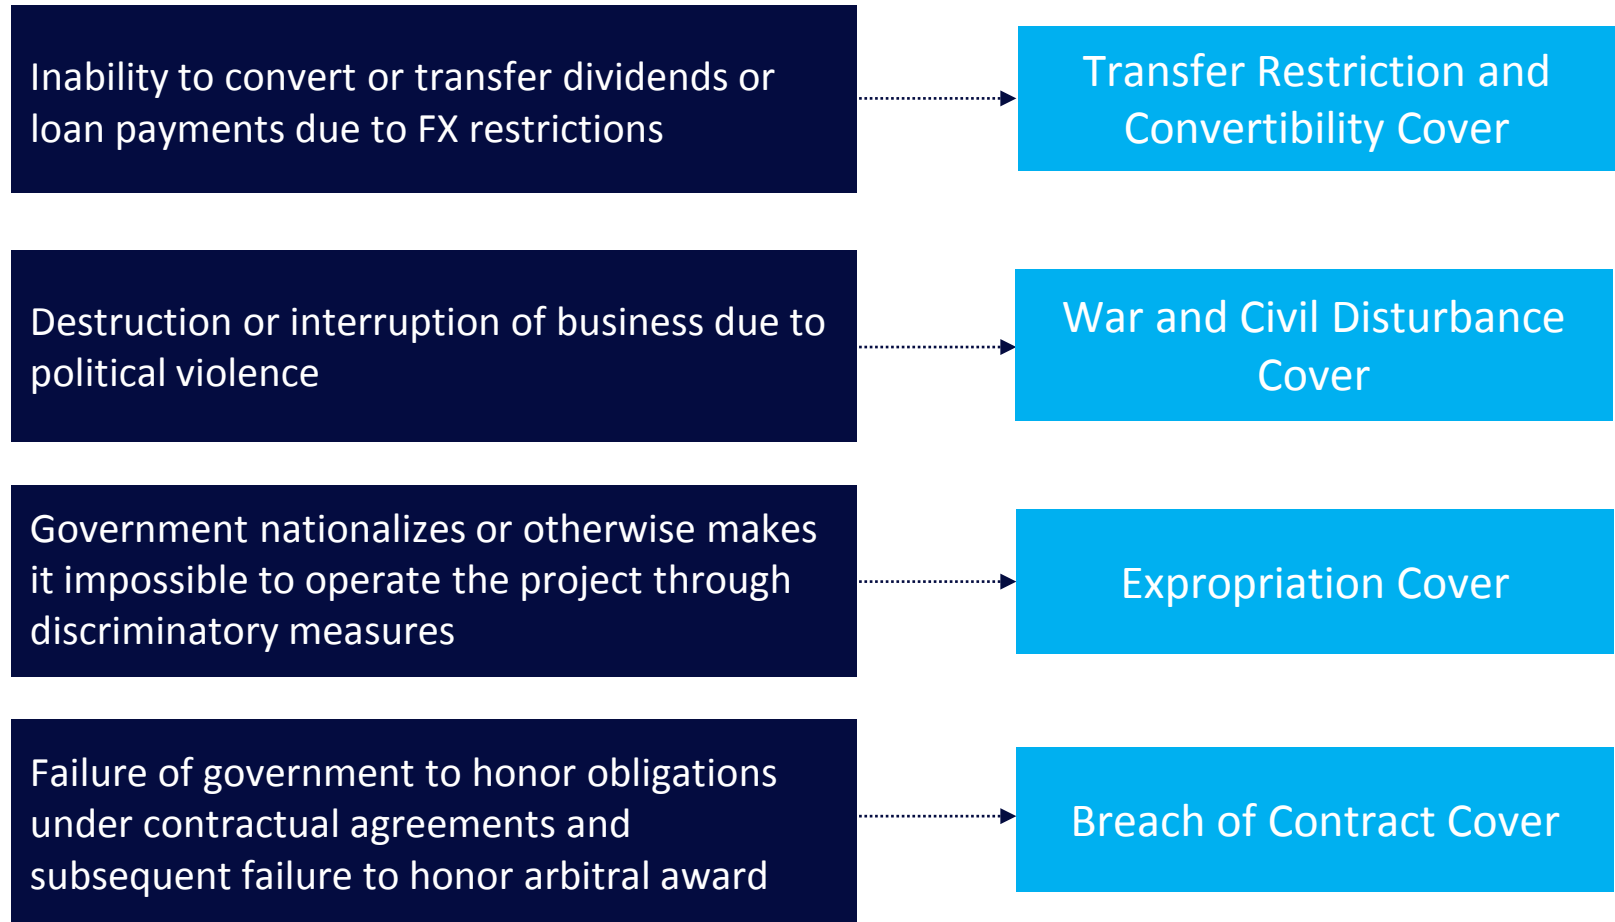 Inability to convert or transfer dividends or
loan payments due to FX restrictions
Transfer Restriction and
Convertibility Cover
Destruction or interruption of business due to
political violence
War and Civil Disturbance
Cover
Government nationalizes or otherwise makes
it impossible to operate the project through
discriminatory measures
Expropriation Cover
Failure of government to honor obligations
under contractual agreements and
subsequent failure to honor arbitral award
Breach of Contract Cover